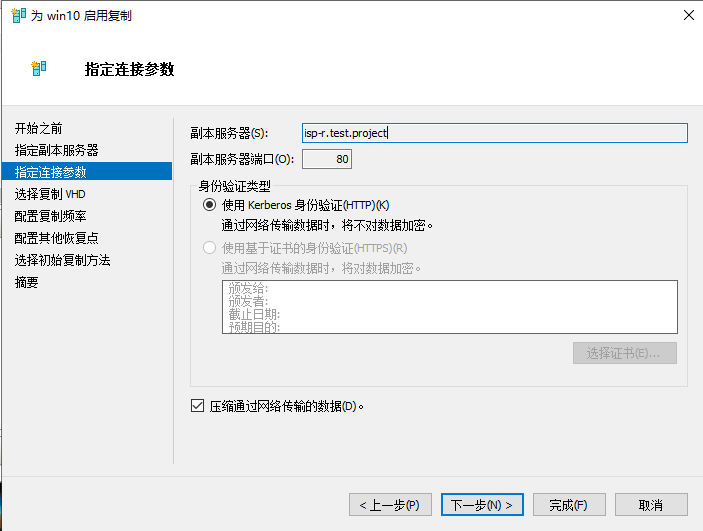 为 win10 启用复制
指定连接参数
开始之前
指定副本服务器
指定连接参数
选择复制 VHD
配置复制频率
配置其他恢复点
选择初始复制方法
摘要
副本服务器(S):
isp-r.test.project
副本服务器端口(O):
80
身份验证类型
使用 Kerberos 身份验证(HTTP)(K)
通过网络传输数据时，将不对数据加密。
使用基于证书的身份验证(HTTPS)(R)
通过网络传输数据时，将对数据加密。
颁发给:
颁发者:
截止日期:
预期目的:
选择证书(E)...
压缩通过网络传输的数据(D)。
< 上一步(P)
下一步(N) >
完成(F)
取消